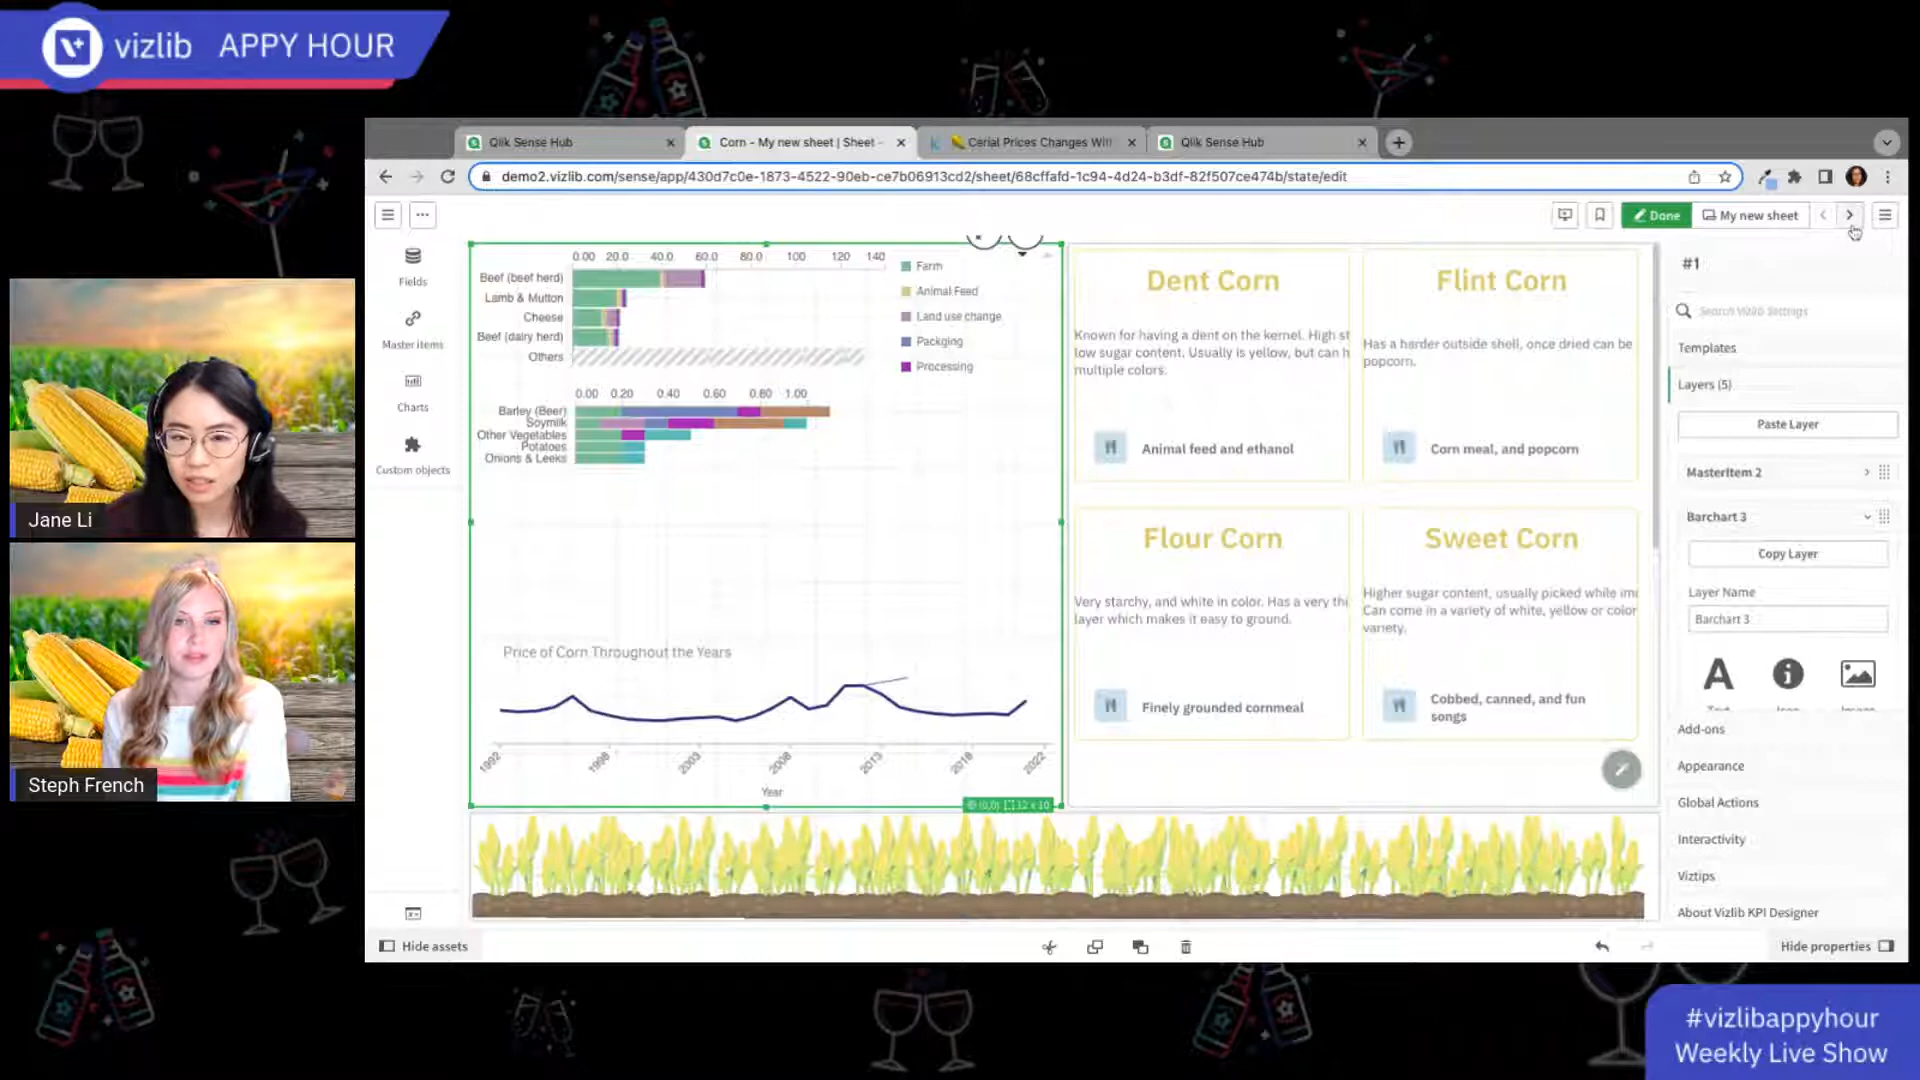 vizlib APPY HOUR
Qlik Sense Hub
Corn - My new sheet | Sheet -
Cerial Prices Changes Witl
Qlik Sense Hub
demo2.vizlib.com/sense/app/430d7c0e-1873-4522-90eb-ce7b06913cd2/sheet/68cffafd-1c94-4d24-b3df-82f507ce474b/state/edit
Done
My new sheet
Fields
Master items
Charts
Custom objects
0.00 20.0 40.0 60.0 80.0 100 120 140
Beef (beef herd)
Lamb & Mutton
Cheese
Beef (dairy herd)
Others
Farm
Animal Feed
Land use change
Packging
Processing
0.00 0.20 0.40 0.60 0.80 1.00
Barley (Beer)
Soymilk
Other Vegetables
Potatoes
Onions & Leeks
Price of Corn Throughout the Years
1992 1998 2003 2008 2013 2018 2022
Year
(0,0) 12 x 10
Dent Corn
Known for having a dent on the kernel. High st
low sugar content. Usually is yellow, but can h
multiple colors.
Animal feed and ethanol
Flint Corn
Has a harder outside shell, once dried can be
popcorn.
Corn meal, and popcorn
Flour Corn
Very starchy, and white in color. Has a very thi
layer which makes it easy to ground.
Finely grounded cornmeal
Sweet Corn
Higher sugar content, usually picked while im
Can come in a variety of white, yellow or color
variety.
Cobbed, canned, and fun
songs
#1
Search Vizlib Settings
Templates
Layers (5)
Paste Layer
MasterItem 2
Barchart 3
Copy Layer
Layer Name
Barchart 3
Add-ons
Appearance
Global Actions
Interactivity
Viztips
About Vizlib KPI Designer
Hide assets
Hide properties
Jane Li
Steph French
#vizlibappyhour
Weekly Live Show